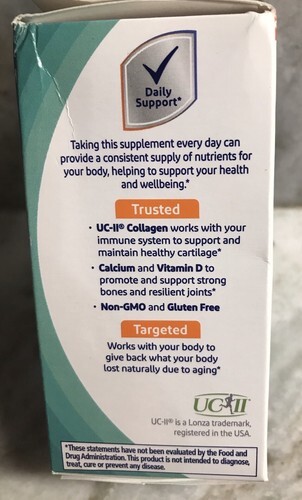 Daily
Support*
Taking this supplement every day can
provide a consistent supply of nutrients for
your body, helping to support your health
and wellbeing.*
Trusted
· UC-II® Collagen works with your
immune system to support and
maintain healthy cartilage*
· Calcium and Vitamin D to
promote and support strong
bones and resilient joints*
· Non-GMO and Gluten Free
Targeted
Works with your body to
give back what your body
lost naturally due to aging*
UC-II
UC-II® is a Lonza trademark,
registered in the USA.
*These statements have not been evaluated by the Food and
Drug Administration. This product is not intended to diagnose,
treat, cure or prevent any disease.